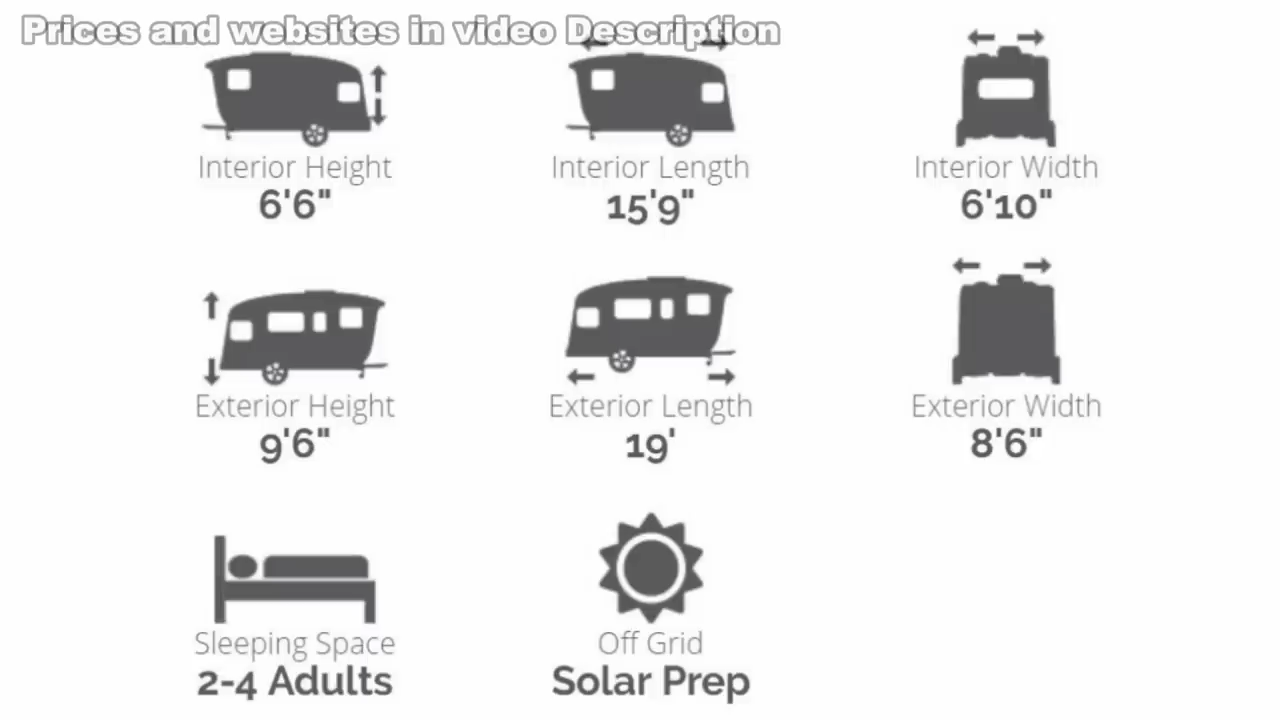 Prices and websites in video Description
Interior Height
6'6"
Interior Length
15'9"
Interior Width
6'10"
Exterior Height
9'6"
Exterior Length
19'
Exterior Width
8'6"
Sleeping Space
2-4 Adults
Off Grid
Solar Prep